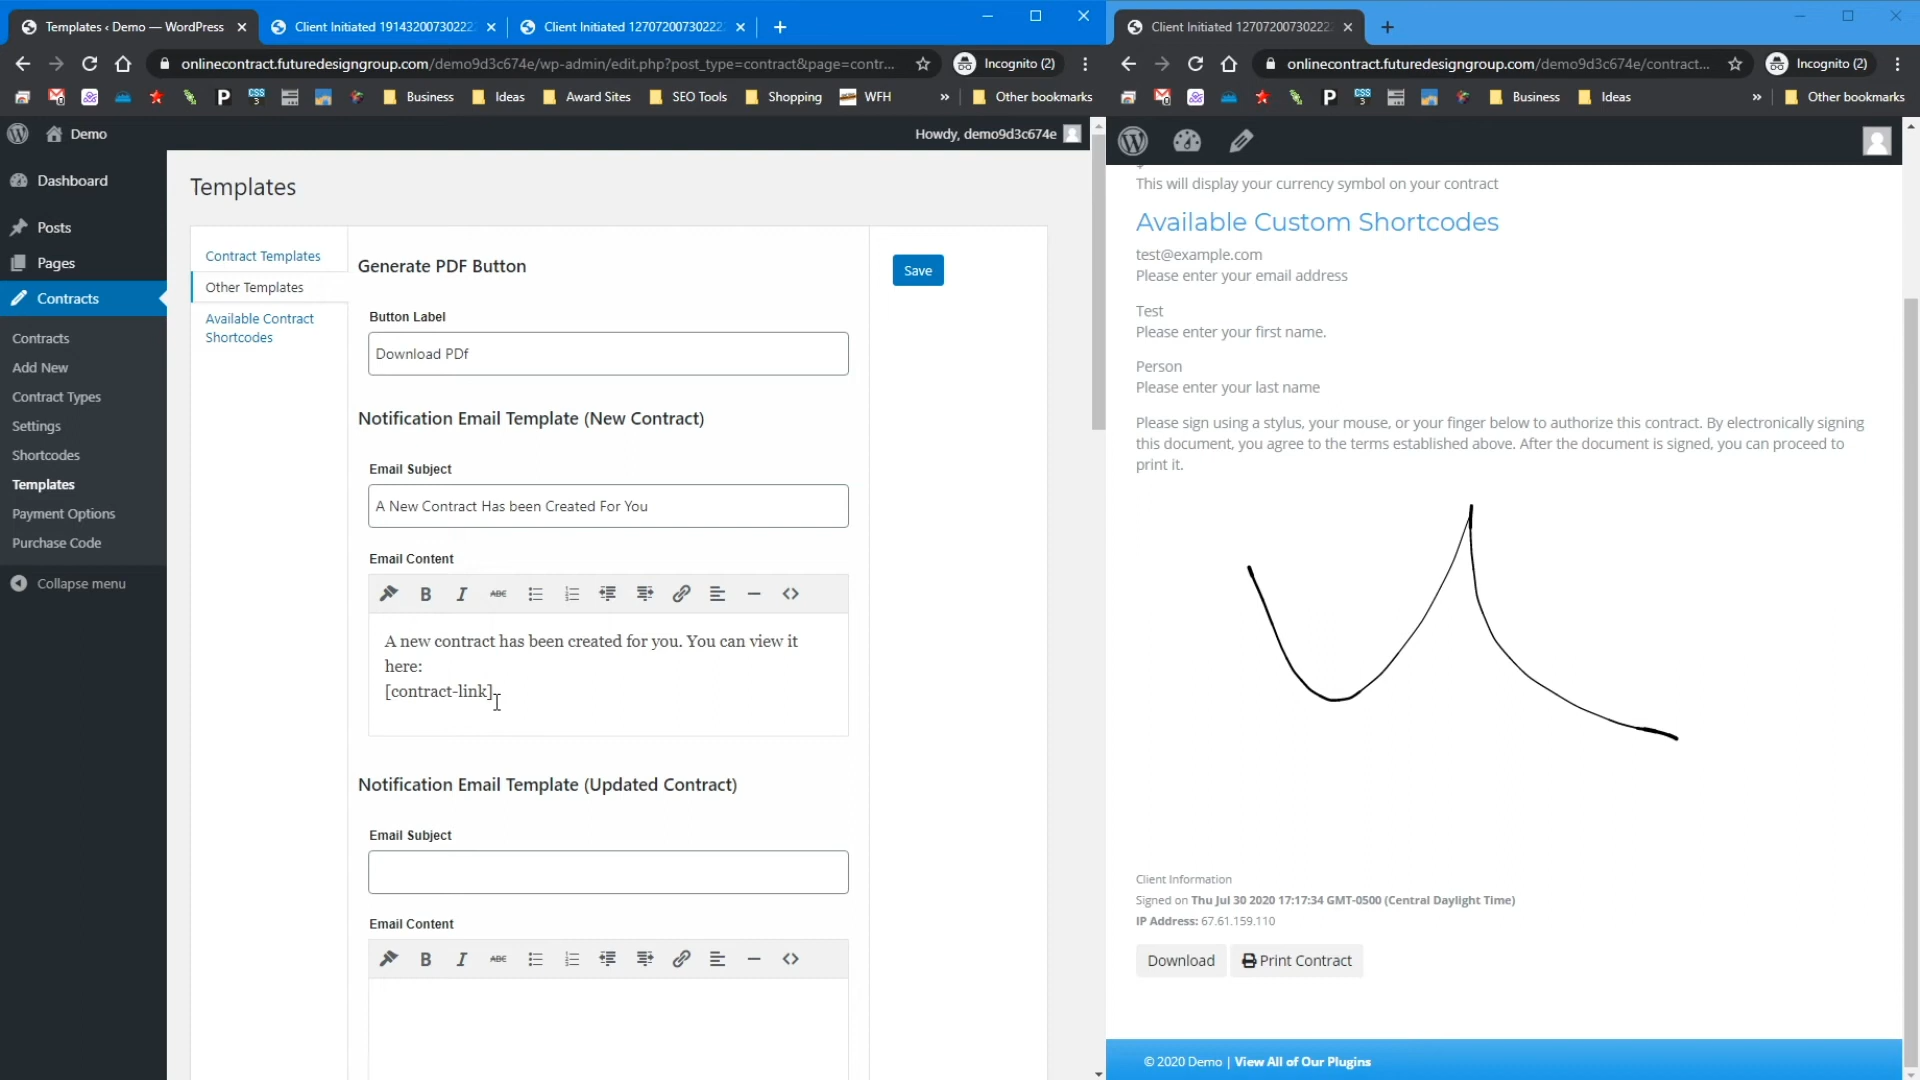 Templates ‹ Demo — WordPress
Client Initiated 1914320073022
Client Initiated 1270720073022
Client Initiated 1270720073022
onlinecontract.futuredesigngroup.com/demo9d3c674e/wp-admin/edit.php?post_type=contract&page=contr...
Incognito (2)
onlinecontract.futuredesigngroup.com/demo9d3c674e/contract...
Incognito (2)
Business
Ideas
Award Sites
SEO Tools
Shopping
WFH
»
Other bookmarks
Business
Ideas
»
Other bookmarks
Demo
Howdy, demo9d3c674e
Dashboard
Posts
Pages
Contracts
Contracts
Add New
Contract Types
Settings
Shortcodes
Templates
Payment Options
Purchase Code
Collapse menu
Templates
Contract Templates
Other Templates
Available Contract
Shortcodes
Generate PDF Button
Button Label
Download PDf
Save
Notification Email Template (New Contract)
Email Subject
A New Contract Has been Created For You
Email Content
A new contract has been created for you. You can view it
here:
[contract-link]
Notification Email Template (Updated Contract)
Email Subject
Email Content
This will display your currency symbol on your contract
Available Custom Shortcodes
test@example.com
Please enter your email address
Test
Please enter your first name.
Person
Please enter your last name
Please sign using a stylus, your mouse, or your finger below to authorize this contract. By electronically signing
this document, you agree to the terms established above. After the document is signed, you can proceed to
print it.
Client Information
Signed on Thu Jul 30 2020 17:17:34 GMT-0500 (Central Daylight Time)
IP Address: 67.61.159.110
Download
Print Contract
© 2020 Demo | View All of Our Plugins